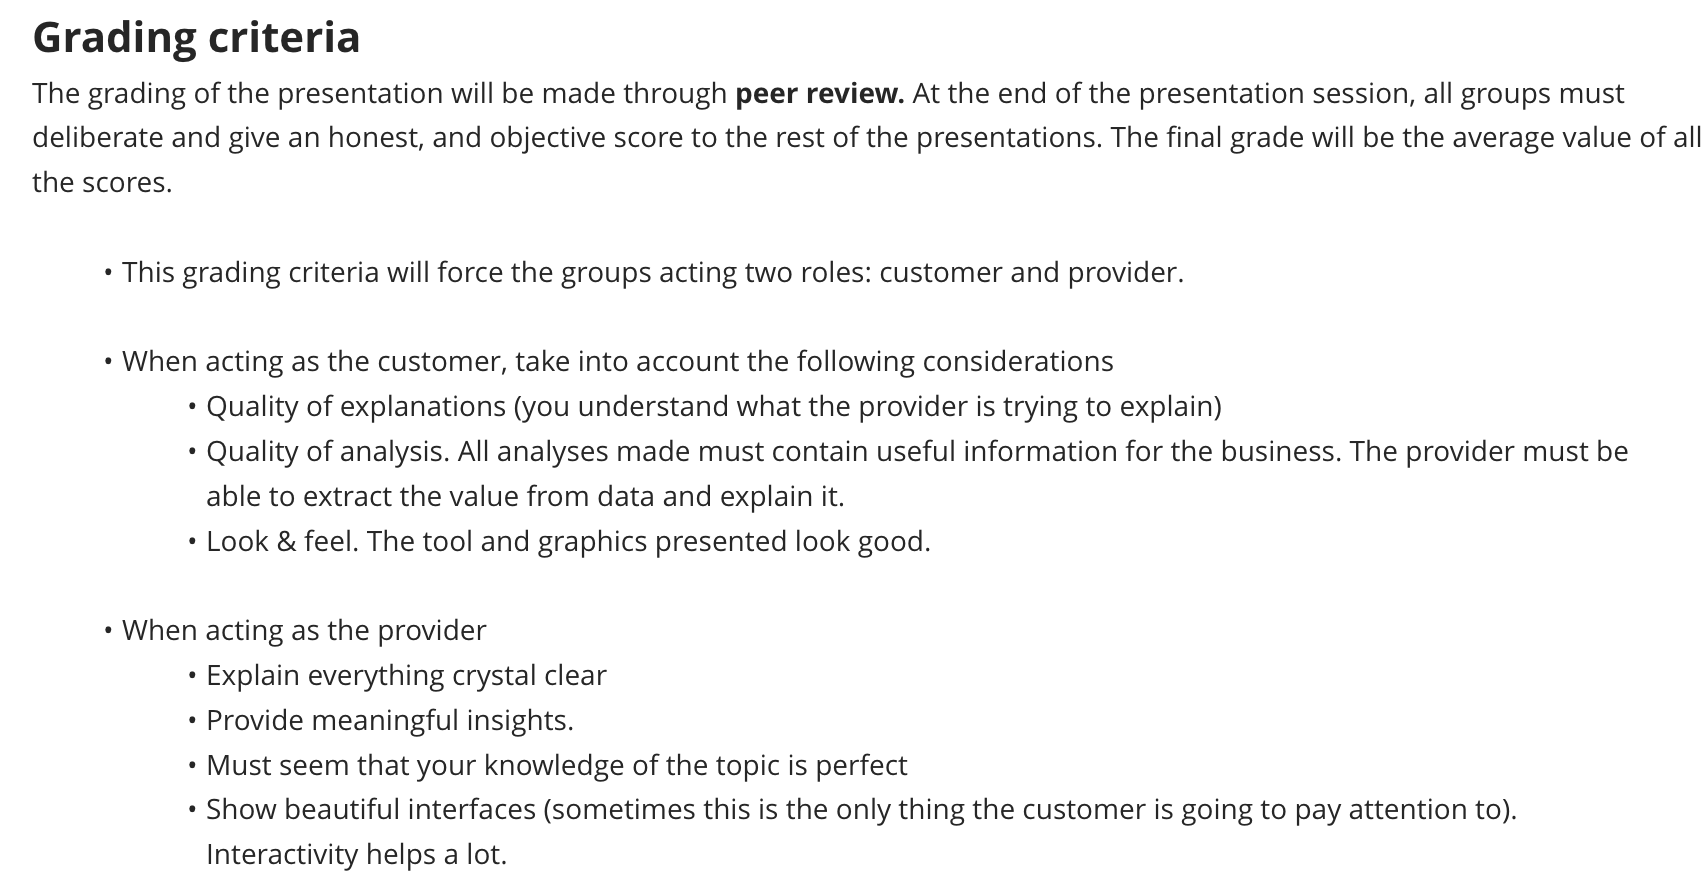 Grading criteria
The grading of the presentation will be made through peer review. At the end of the presentation session, all groups must
deliberate and give an honest, and objective score to the rest of the presentations. The final grade will be the average value of all
the scores.
• This grading criteria will force the groups acting two roles: customer and provider.
• When acting as the customer, take into account the following considerations
• Quality of explanations (you understand what the provider is trying to explain)
• Quality of analysis. All analyses made must contain useful information for the business. The provider must be
able to extract the value from data and explain it.
• Look & feel. The tool and graphics presented look good.
• When acting as the provider
• Explain everything crystal clear
• Provide meaningful insights.
• Must seem that your knowledge of the topic is perfect
• Show beautiful interfaces (sometimes this is the only thing the customer is going to pay attention to).
Interactivity helps a lot.